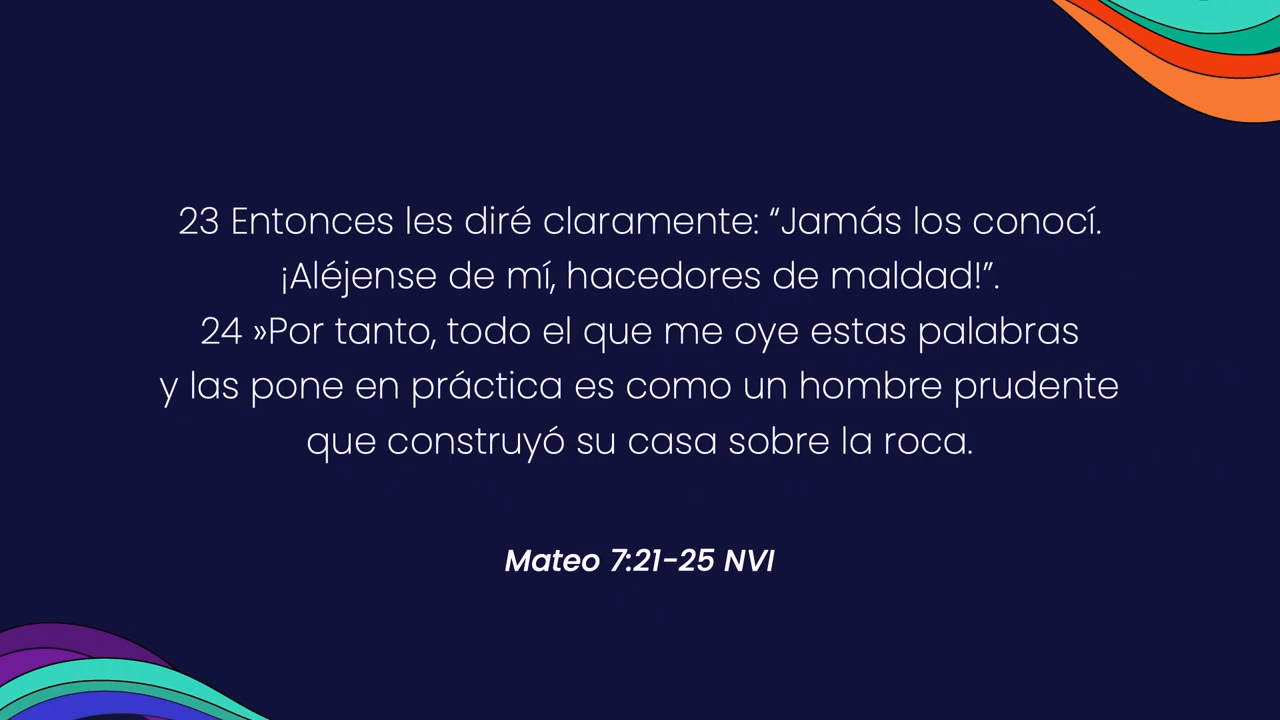 23 Entonces les diré claramente: “Jamás los conocí.
¡Aléjense de mí, hacedores de maldad!”.
24 »Por tanto, todo el que me oye estas palabras
y las pone en práctica es como un hombre prudente
que construyó su casa sobre la roca.
Mateo 7:21-25 NVI